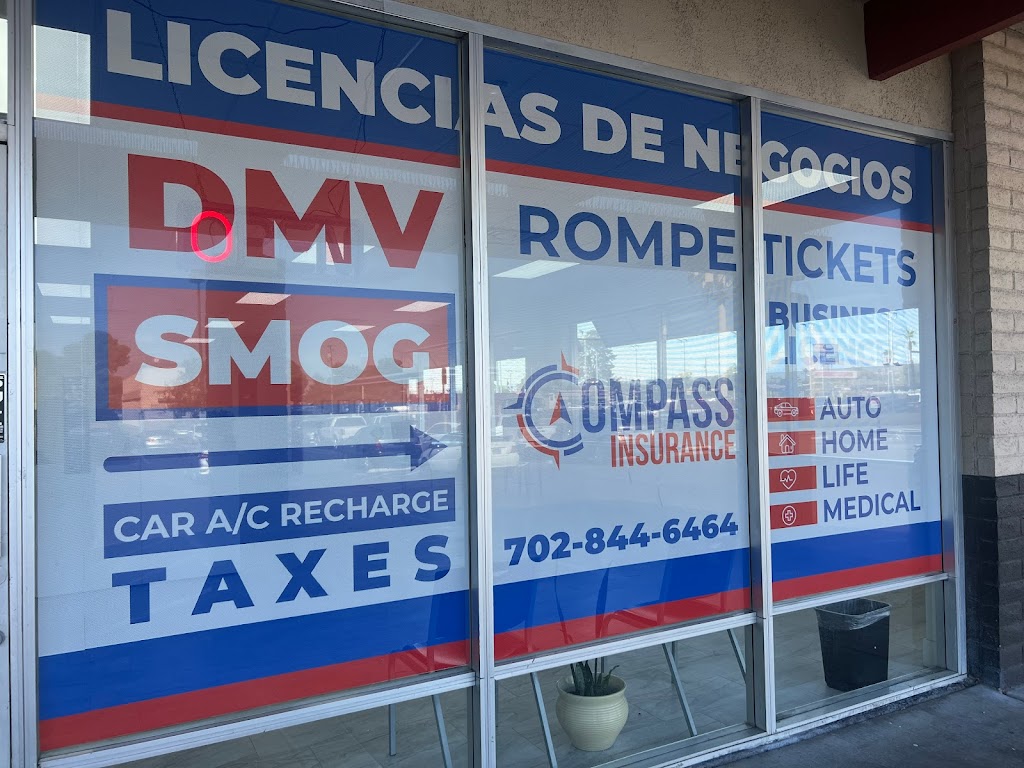 LICENCIAS DE NEGOCIOS
DMV
SMOG
CAR A/C RECHARGE
TAXES
ROMPE TICKETS
COMPASS
INSURANCE
702-844-6464
BUSINESS
AUTO
HOME
LIFE
MEDICAL